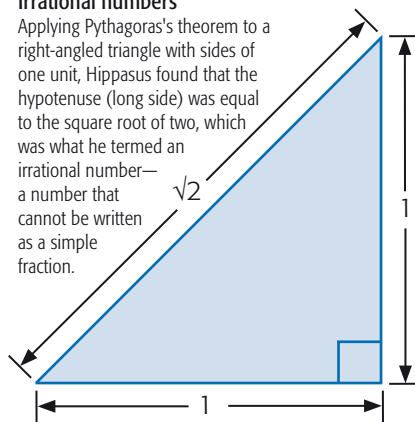 Irrational numbers
Applying Pythagoras's theorem to a
right-angled triangle with sides of
one unit, Hippasus found that the
hypotenuse (long side) was equal
to the square root of two, which
was what he termed an
irrational number—
a number that
cannot be written
as a simple
fraction.
√2
1
1